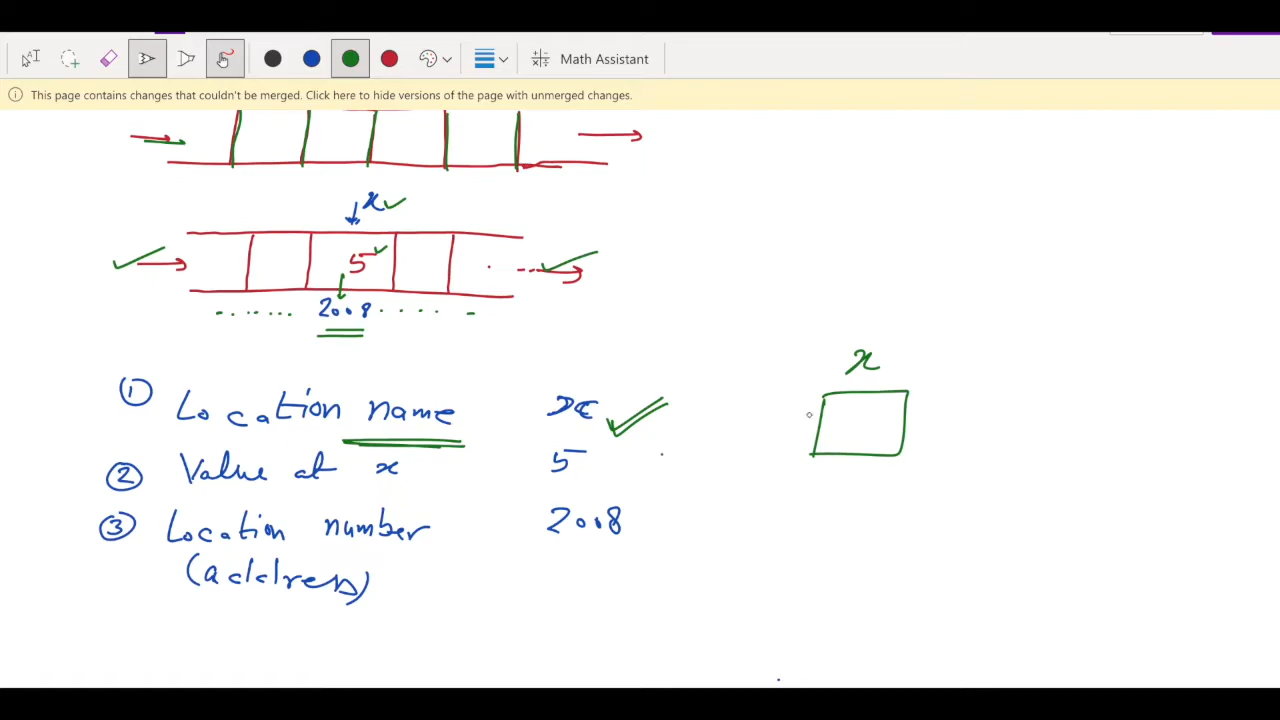 Math Assistant
This page contains changes that couldn't be merged. Click here to hide versions of the page with unmerged changes.
x
5
2008
① Location name x
② Value at x 5
③ Location number 2008
(address)
x